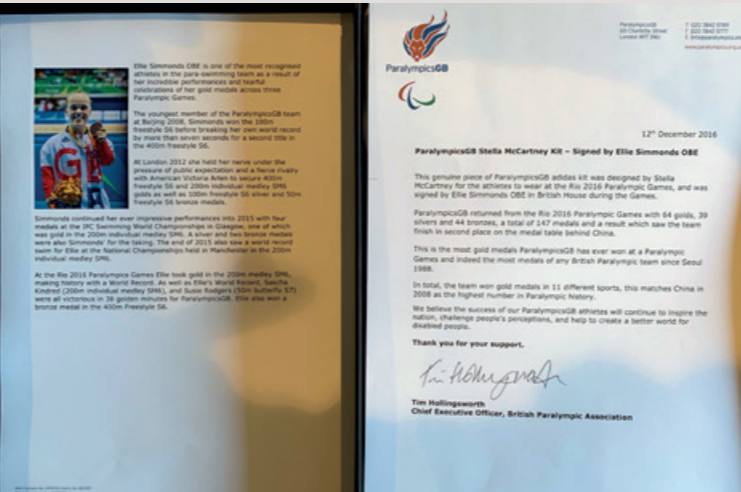 Ellie Simmonds OBE is one of the most recognised
athletes in the para-swimming team as a result of
her incredible performances and tearful
celebrations of her gold medals across three
Paralympic Games.
The youngest member of the ParalympicsGB team
at Beijing 2008, Simmonds won the 100m
freestyle S6 before breaking her own world record
by more than seven seconds for a second title in
the 400m freestyle S6.
At London 2012 she held her nerve under the
pressure of public expectation and a fierce rivalry
with American Victoria Arlen to secure 400m
freestyle S6 and 200m individual medley SM6
golds as well as 100m freestyle S6 silver and 50m
freestyle S6 bronze medals.
Simmonds continued her ever impressive performances into 2015 with four
medals at the IPC Swimming World Championships in Glasgow, one of which
was gold in the 200m individual medley SM6. A silver and two bronze medals
were also Simmonds' for the taking. The end of 2015 also saw a world record
swim for Ellie at the National Championships held in Manchester in the 200m
individual medley SM6.
At the Rio 2016 Paralympics Games Ellie took gold in the 200m medley SM6,
making history with a World Record. As well as Ellie's World Record, Sascha
Kindred (200m individual medley SM6), and Susie Rodgers (50m butterfly S7)
were all victorious in 38 golden minutes for ParalympicsGB. Ellie also won a
bronze medal in the 400m Freestyle S6.
ParalympicsGB
ParalympicsGB
60 Charlotte Street
London
12th December 2016
ParalympicsGB Stella McCartney Kit – Signed by Ellie Simmonds OBE
This genuine piece of ParalympicsGB adidas kit was designed by Stella
McCartney for the athletes to wear at the Rio 2016 Paralympic Games, and was
signed by Ellie Simmonds OBE in British House during the Games.
ParalympicsGB returned from the Rio 2016 Paralympic Games with 64 golds, 39
silvers and 44 bronzes, a total of 147 medals and a result which saw the team
finish in second place on the medal table behind China.
This is the most gold medals ParalympicsGB has ever won at a Paralympic
Games and indeed the most medals of any British Paralympic team since Seoul
1988.
In total, the team won gold medals in 11 different sports, this matches China in
2008 as the highest number in Paralympic history.
We believe the success of our ParalympicsGB athletes will continue to inspire the
nation, challenge people's perceptions, and help to create a better world for
disabled people.
Thank you for your support.
Tim Hollingsworth
Tim Hollingsworth
Chief Executive Officer, British Paralympic Association